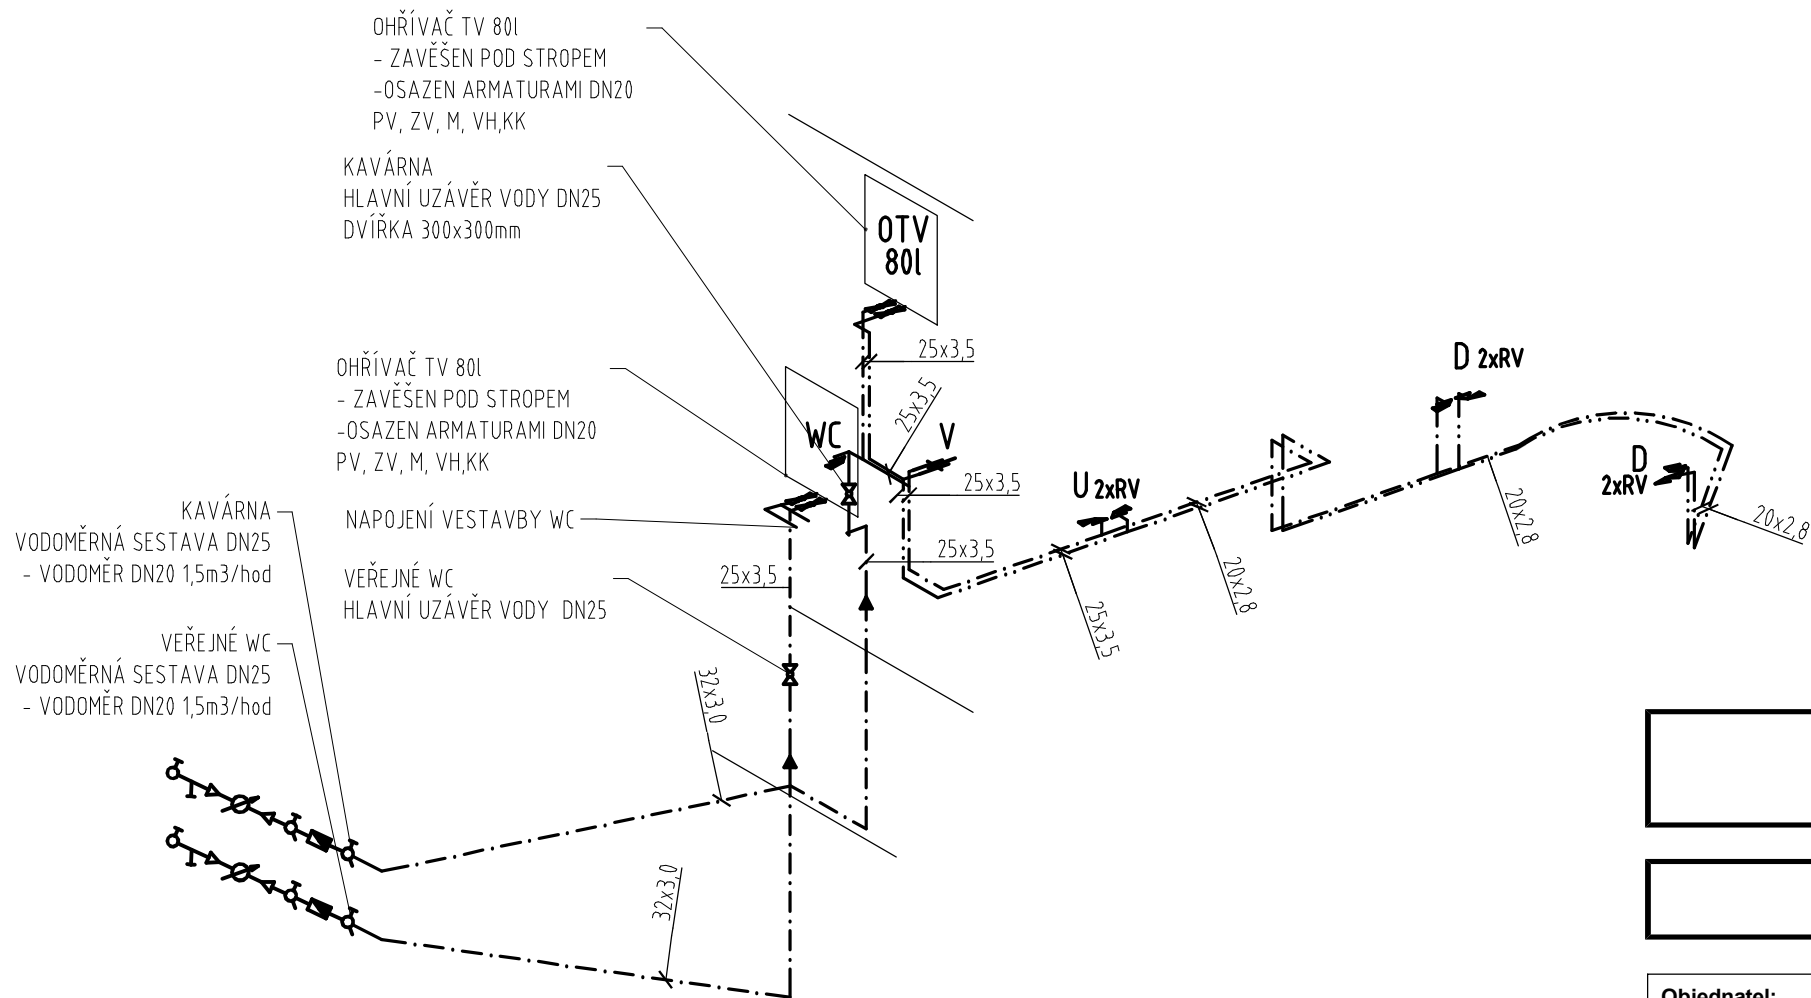 OHŘÍVAČ TV 80l
- ZAVĚŠEN POD STROPEM
-OSAZEN ARMATURAMI DN20
PV, ZV, M, VH,KK
KAVÁRNA
HLAVNÍ UZÁVĚR VODY DN25
DVÍŘKA 300x300mm
OTV
80l
25x3,5
OHŘÍVAČ TV 80l
- ZAVĚŠEN POD STROPEM
-OSAZEN ARMATURAMI DN20
PV, ZV, M, VH,KK
WC
25x3,5
V
25x3,5
D 2xRV
D
2xRV
U 2xRV
20x2,8
20x2,8
KAVÁRNA
VODOMĚRNÁ SESTAVA DN25
- VODOMĚR DN20 1,5m3/hod
NAPOJENÍ VESTAVBY WC
25x3,5
25x3,5
VEŘEJNÉ WC
HLAVNÍ UZÁVĚR VODY DN25
20x2,8
25x3,5
VEŘEJNÉ WC
VODOMĚRNÁ SESTAVA DN25
- VODOMĚR DN20 1,5m3/hod
32x3,0
32x3,0
Objednatel: